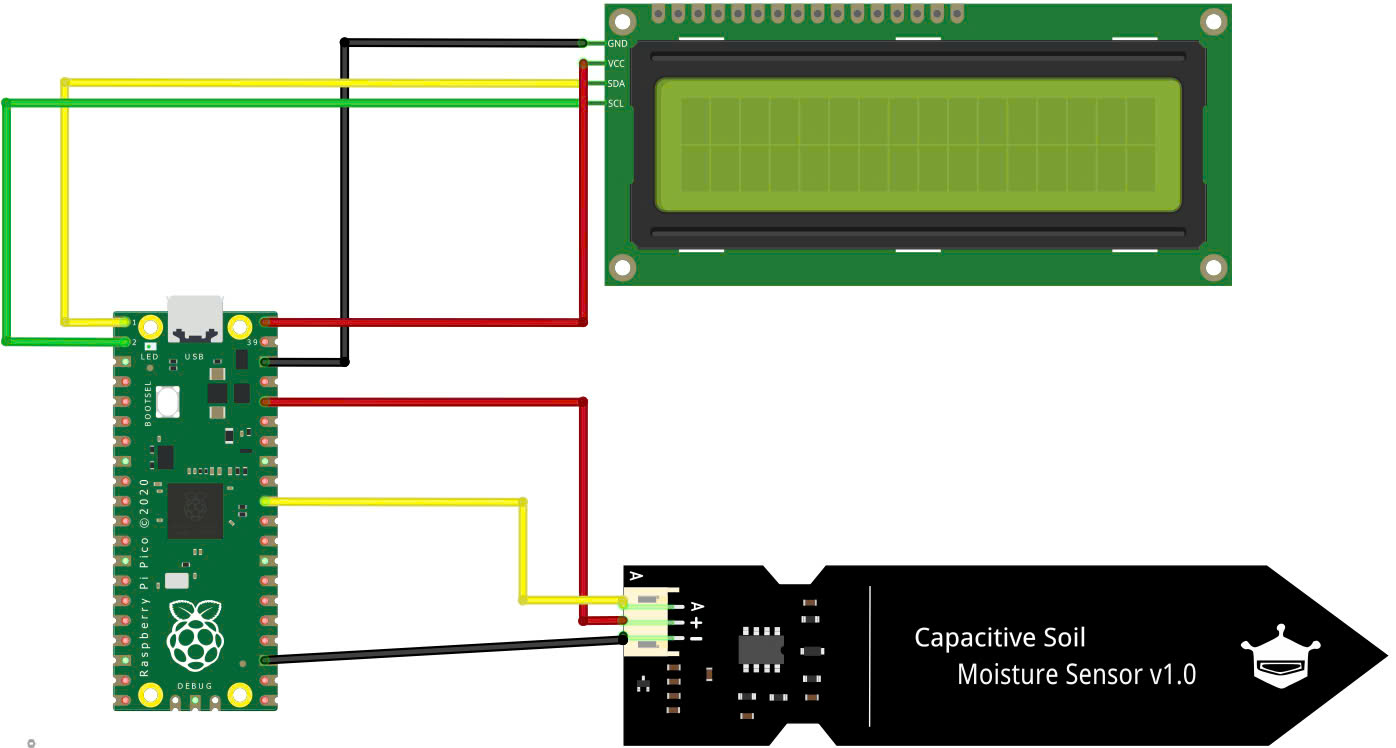 GND
VCC
SDA
SCL
1
2
39
LED
USB
BOOTSEL
Raspberry Pi Pico ©2020
DEBUG
A
A
+
−
Capacitive Soil
Moisture Sensor v1.0